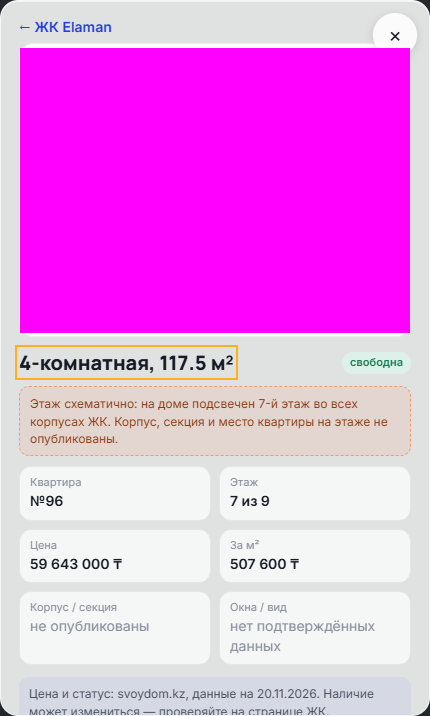 ← ЖК Elaman
×
4-комнатная, 117.5 м²
свободна
Этаж схематично: на доме подсвечен 7-й этаж во всех
корпусах ЖК. Корпус, секция и место квартиры на этаже не
опубликованы.
Квартира
№96
Этаж
7 из 9
Цена
59 643 000 ₸
За м²
507 600 ₸
Корпус / секция
не опубликованы
Окна / вид
нет подтверждённых
данных
Цена и статус: svoydom.kz, данные на 20.11.2026. Наличие
может измениться — проверяйте на странице ЖК.